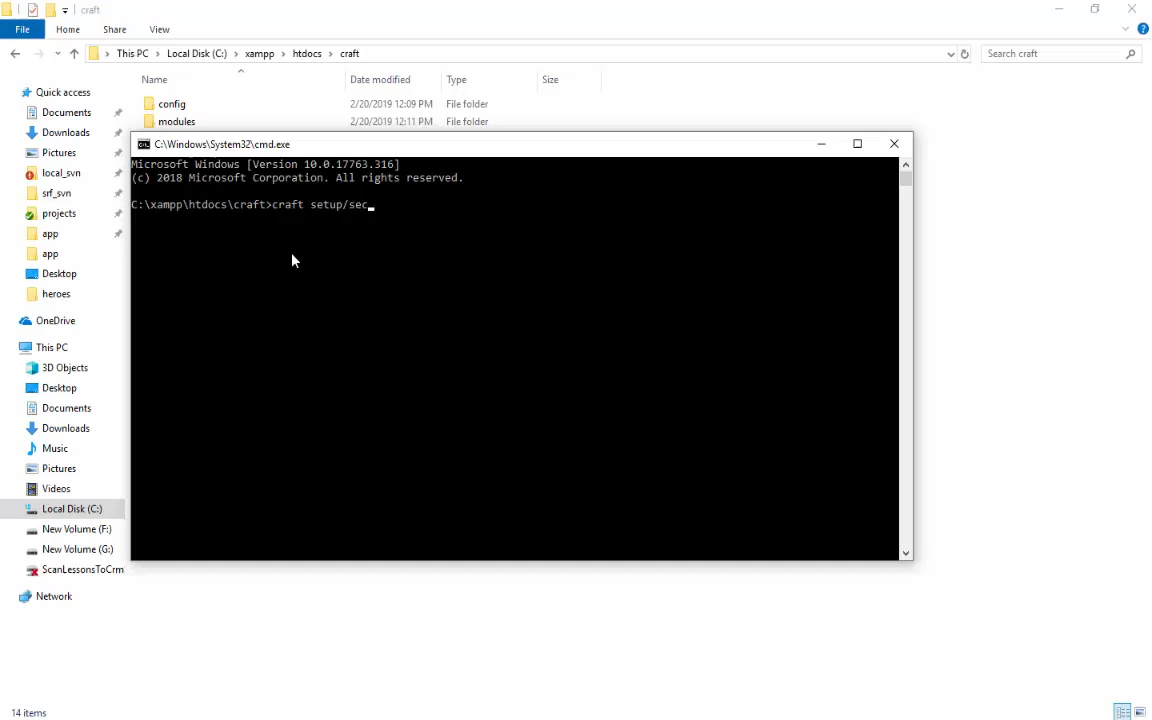 craft
File Home Share View
This PC Local Disk (C:) xampp htdocs craft
Search craft
Name Date modified Type Size
config 2/20/2019 12:09 PM File folder
modules 2/20/2019 12:11 PM File folder
Quick access
Documents
Downloads
Pictures
local_svn
srf_svn
projects
app
app
Desktop
heroes
OneDrive
This PC
3D Objects
Desktop
Documents
Downloads
Music
Pictures
Videos
Local Disk (C:)
New Volume (F:)
New Volume (G:)
ScanLessonsToCrm
Network
C:\Windows\System32\cmd.exe
Microsoft Windows [Version 10.0.17763.316]
(c) 2018 Microsoft Corporation. All rights reserved.
C:\xampp\htdocs\craft>craft setup/sec
14 items